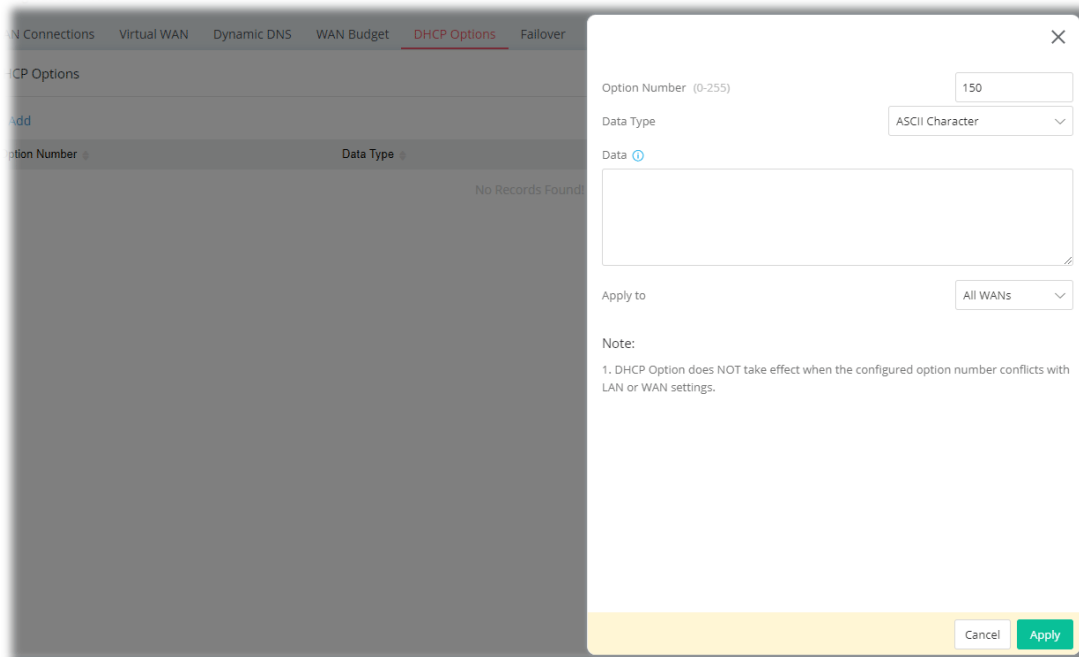 AN Connections Virtual WAN Dynamic DNS WAN Budget DHCP Options Failover
HCP Options
Add
ption Number
Data Type
No Records Found!
Option Number (0-255)
150
Data Type
ASCII Character
Data
Apply to
All WANs
Note:
1. DHCP Option does NOT take effect when the configured option number conflicts with
LAN or WAN settings.
Cancel
Apply